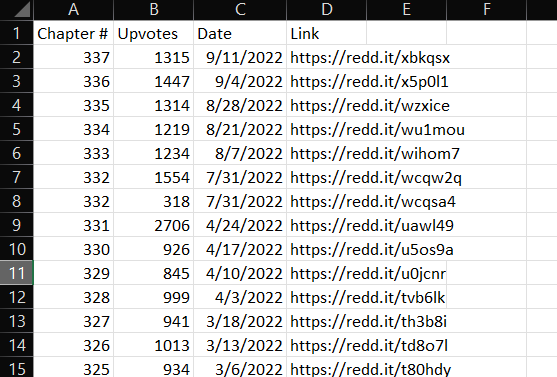 A B C D E F
1 Chapter # Upvotes Date Link
2 337 1315 9/11/2022 https://redd.it/xbkqsx
3 336 1447 9/4/2022 https://redd.it/x5p0l1
4 335 1314 8/28/2022 https://redd.it/wzxice
5 334 1219 8/21/2022 https://redd.it/wu1mou
6 333 1234 8/7/2022 https://redd.it/wihom7
7 332 1554 7/31/2022 https://redd.it/wcqw2q
8 332 318 7/31/2022 https://redd.it/wcqsa4
9 331 2706 4/24/2022 https://redd.it/uawl49
10 330 926 4/17/2022 https://redd.it/u5os9a
11 329 845 4/10/2022 https://redd.it/u0jcnr
12 328 999 4/3/2022 https://redd.it/tvb6lk
13 327 941 3/18/2022 https://redd.it/th3b8i
14 326 1013 3/13/2022 https://redd.it/td8o7l
15 325 934 3/6/2022 https://redd.it/t80hdy